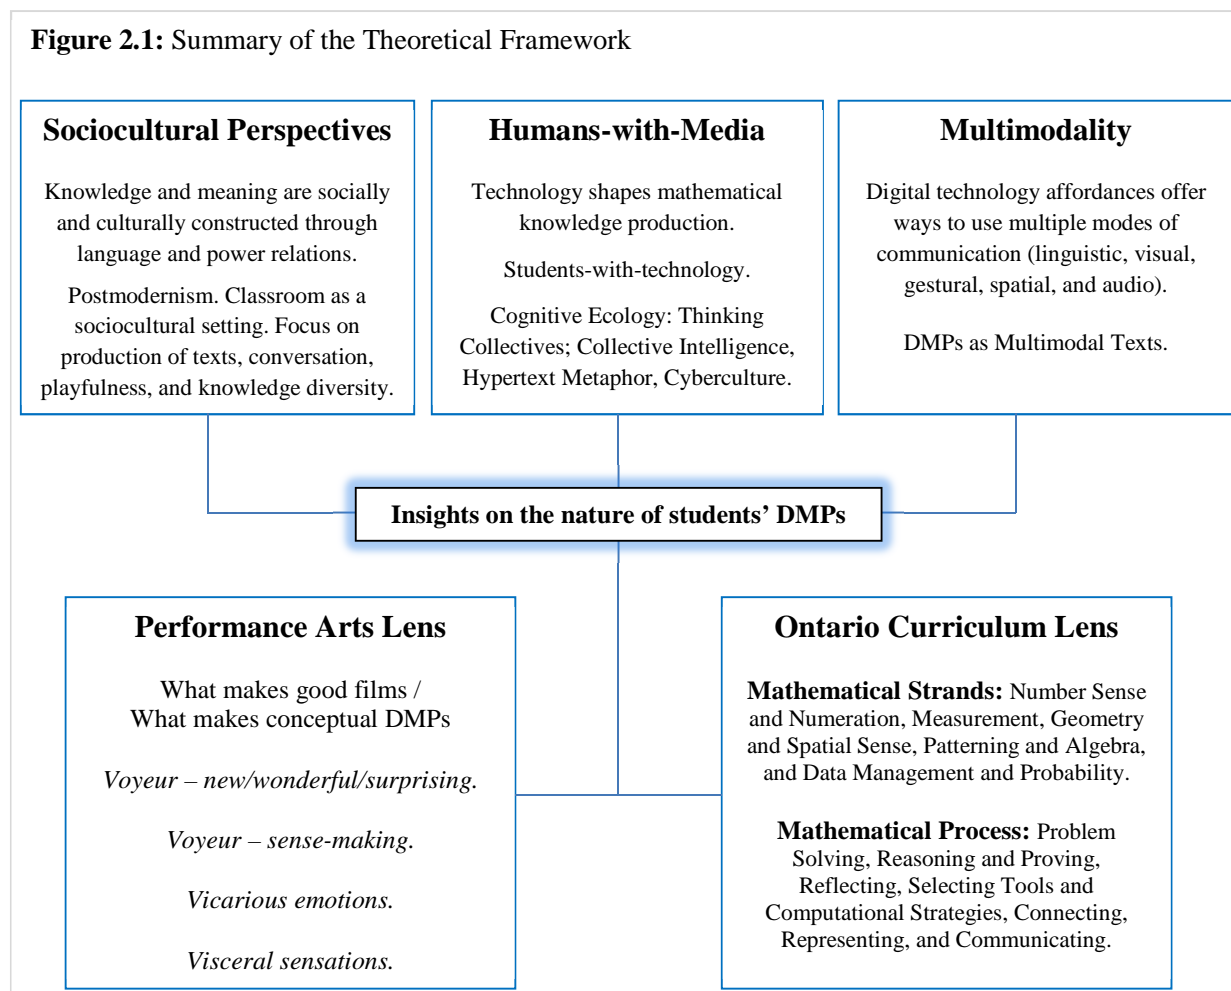 Figure 2.1: Summary of the Theoretical Framework
Sociocultural Perspectives
Knowledge and meaning are socially
and culturally constructed through
language and power relations.
Postmodernism. Classroom as a
sociocultural setting. Focus on
production of texts, conversation,
playfulness, and knowledge diversity.
Humans-with-Media
Technology shapes mathematical
knowledge production.
Students-with-technology.
Cognitive Ecology: Thinking
Collectives; Collective Intelligence,
Hypertext Metaphor, Cyberculture.
Multimodality
Digital technology affordances offer
ways to use multiple modes of
communication (linguistic, visual,
gestural, spatial, and audio).
DMPs as Multimodal Texts.
Insights on the nature of students’ DMPs
Performance Arts Lens
What makes good films /
What makes conceptual DMPs
Voyeur – new/wonderful/surprising.
Voyeur – sense-making.
Vicarious emotions.
Visceral sensations.
Ontario Curriculum Lens
Mathematical Strands: Number Sense
and Numeration, Measurement, Geometry
and Spatial Sense, Patterning and Algebra,
and Data Management and Probability.
Mathematical Process: Problem
Solving, Reasoning and Proving,
Reflecting, Selecting Tools and
Computational Strategies, Connecting,
Representing, and Communicating.